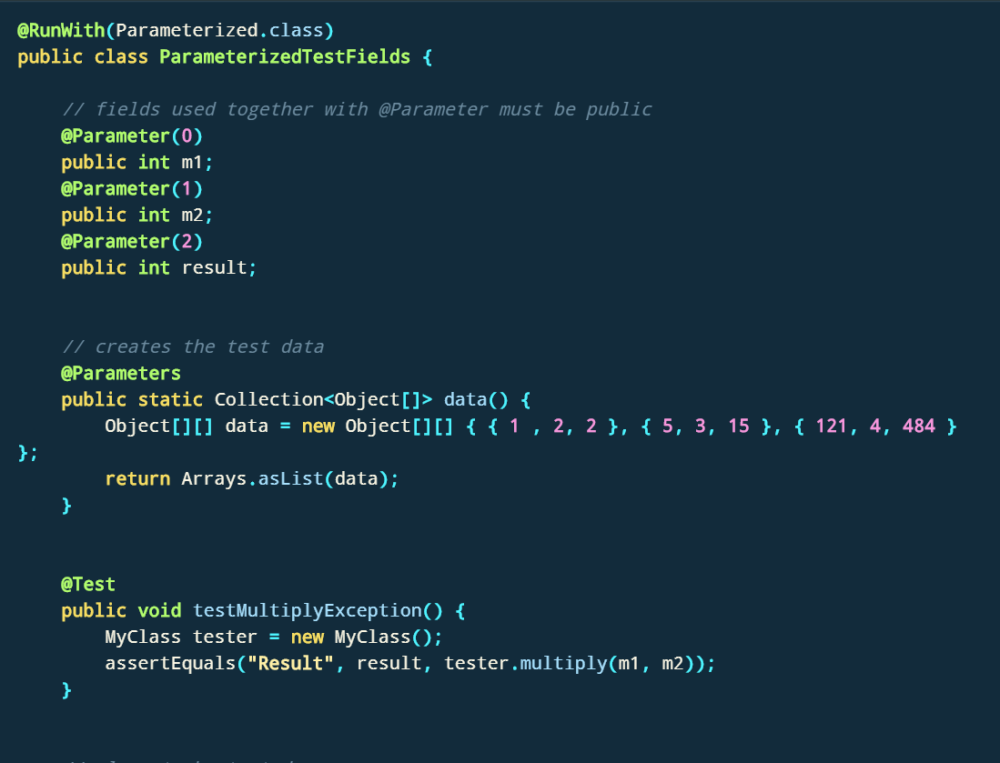 @RunWith(Parameterized.class)
public class ParameterizedTestFields {
// fields used together with @Parameter must be public
@Parameter(0)
public int m1;
@Parameter(1)
public int m2;
@Parameter(2)
public int result;
// creates the test data
@Parameters
public static Collection<Object[]> data() {
Object[][] data = new Object[][] { { 1 , 2, 2 }, { 5, 3, 15 }, { 121, 4, 484 }
};
return Arrays.asList(data);
}
@Test
public void testMultiplyException() {
MyClass tester = new MyClass();
assertEquals("Result", result, tester.multiply(m1, m2));
}